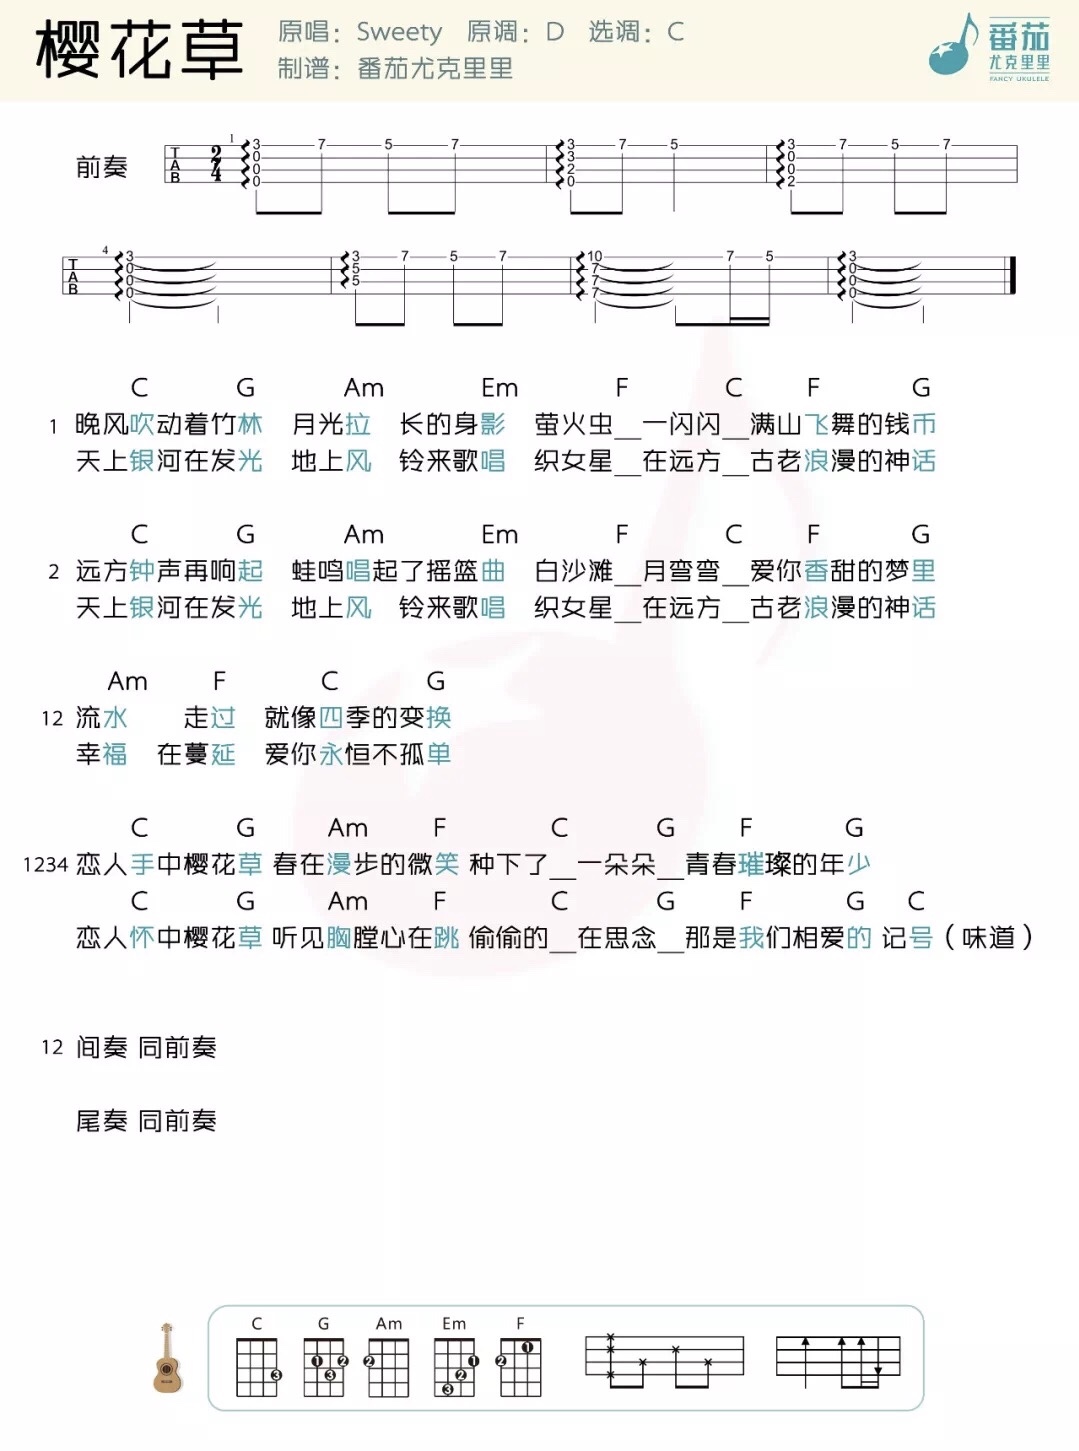 樱花草
原唱：Sweety 原调：D 选调：C
制谱：番茄尤克里里
番茄
尤克里里
FANCY UKULELE
前奏
T A B 2 4 1 3 0 0 0 7 5 7 3 3 2 0 7 5 3 0 0 2 7 5 7
T A B 4 3 0 0 0 3 5 5 7 5 7 10 7 7 7 7 5 3 0 0 0
C G Am Em F C F G
1 晚风吹动着竹林 月光拉 长的身影 萤火虫__一闪闪__满山飞舞的钱币
天上银河在发光 地上风 铃来歌唱 织女星__在远方__古老浪漫的神话
C G Am Em F C F G
2 远方钟声再响起 蛙鸣唱起了摇篮曲 白沙滩__月弯弯__爱你香甜的梦里
天上银河在发光 地上风 铃来歌唱 织女星__在远方__古老浪漫的神话
Am F C G
12 流水 走过 就像四季的变换
幸福 在蔓延 爱你永恒不孤单
C G Am F C G F G
1234 恋人手中樱花草 春在漫步的微笑 种下了__一朵朵__青春璀璨的年少
C G Am F C G F G C
恋人怀中樱花草 听见胸膛心在跳 偷偷的__在思念__那是我们相爱的 记号（味道）
12 间奏 同前奏
尾奏 同前奏
C G Am Em F
3 1 2 3 2 1 2 3 1 2